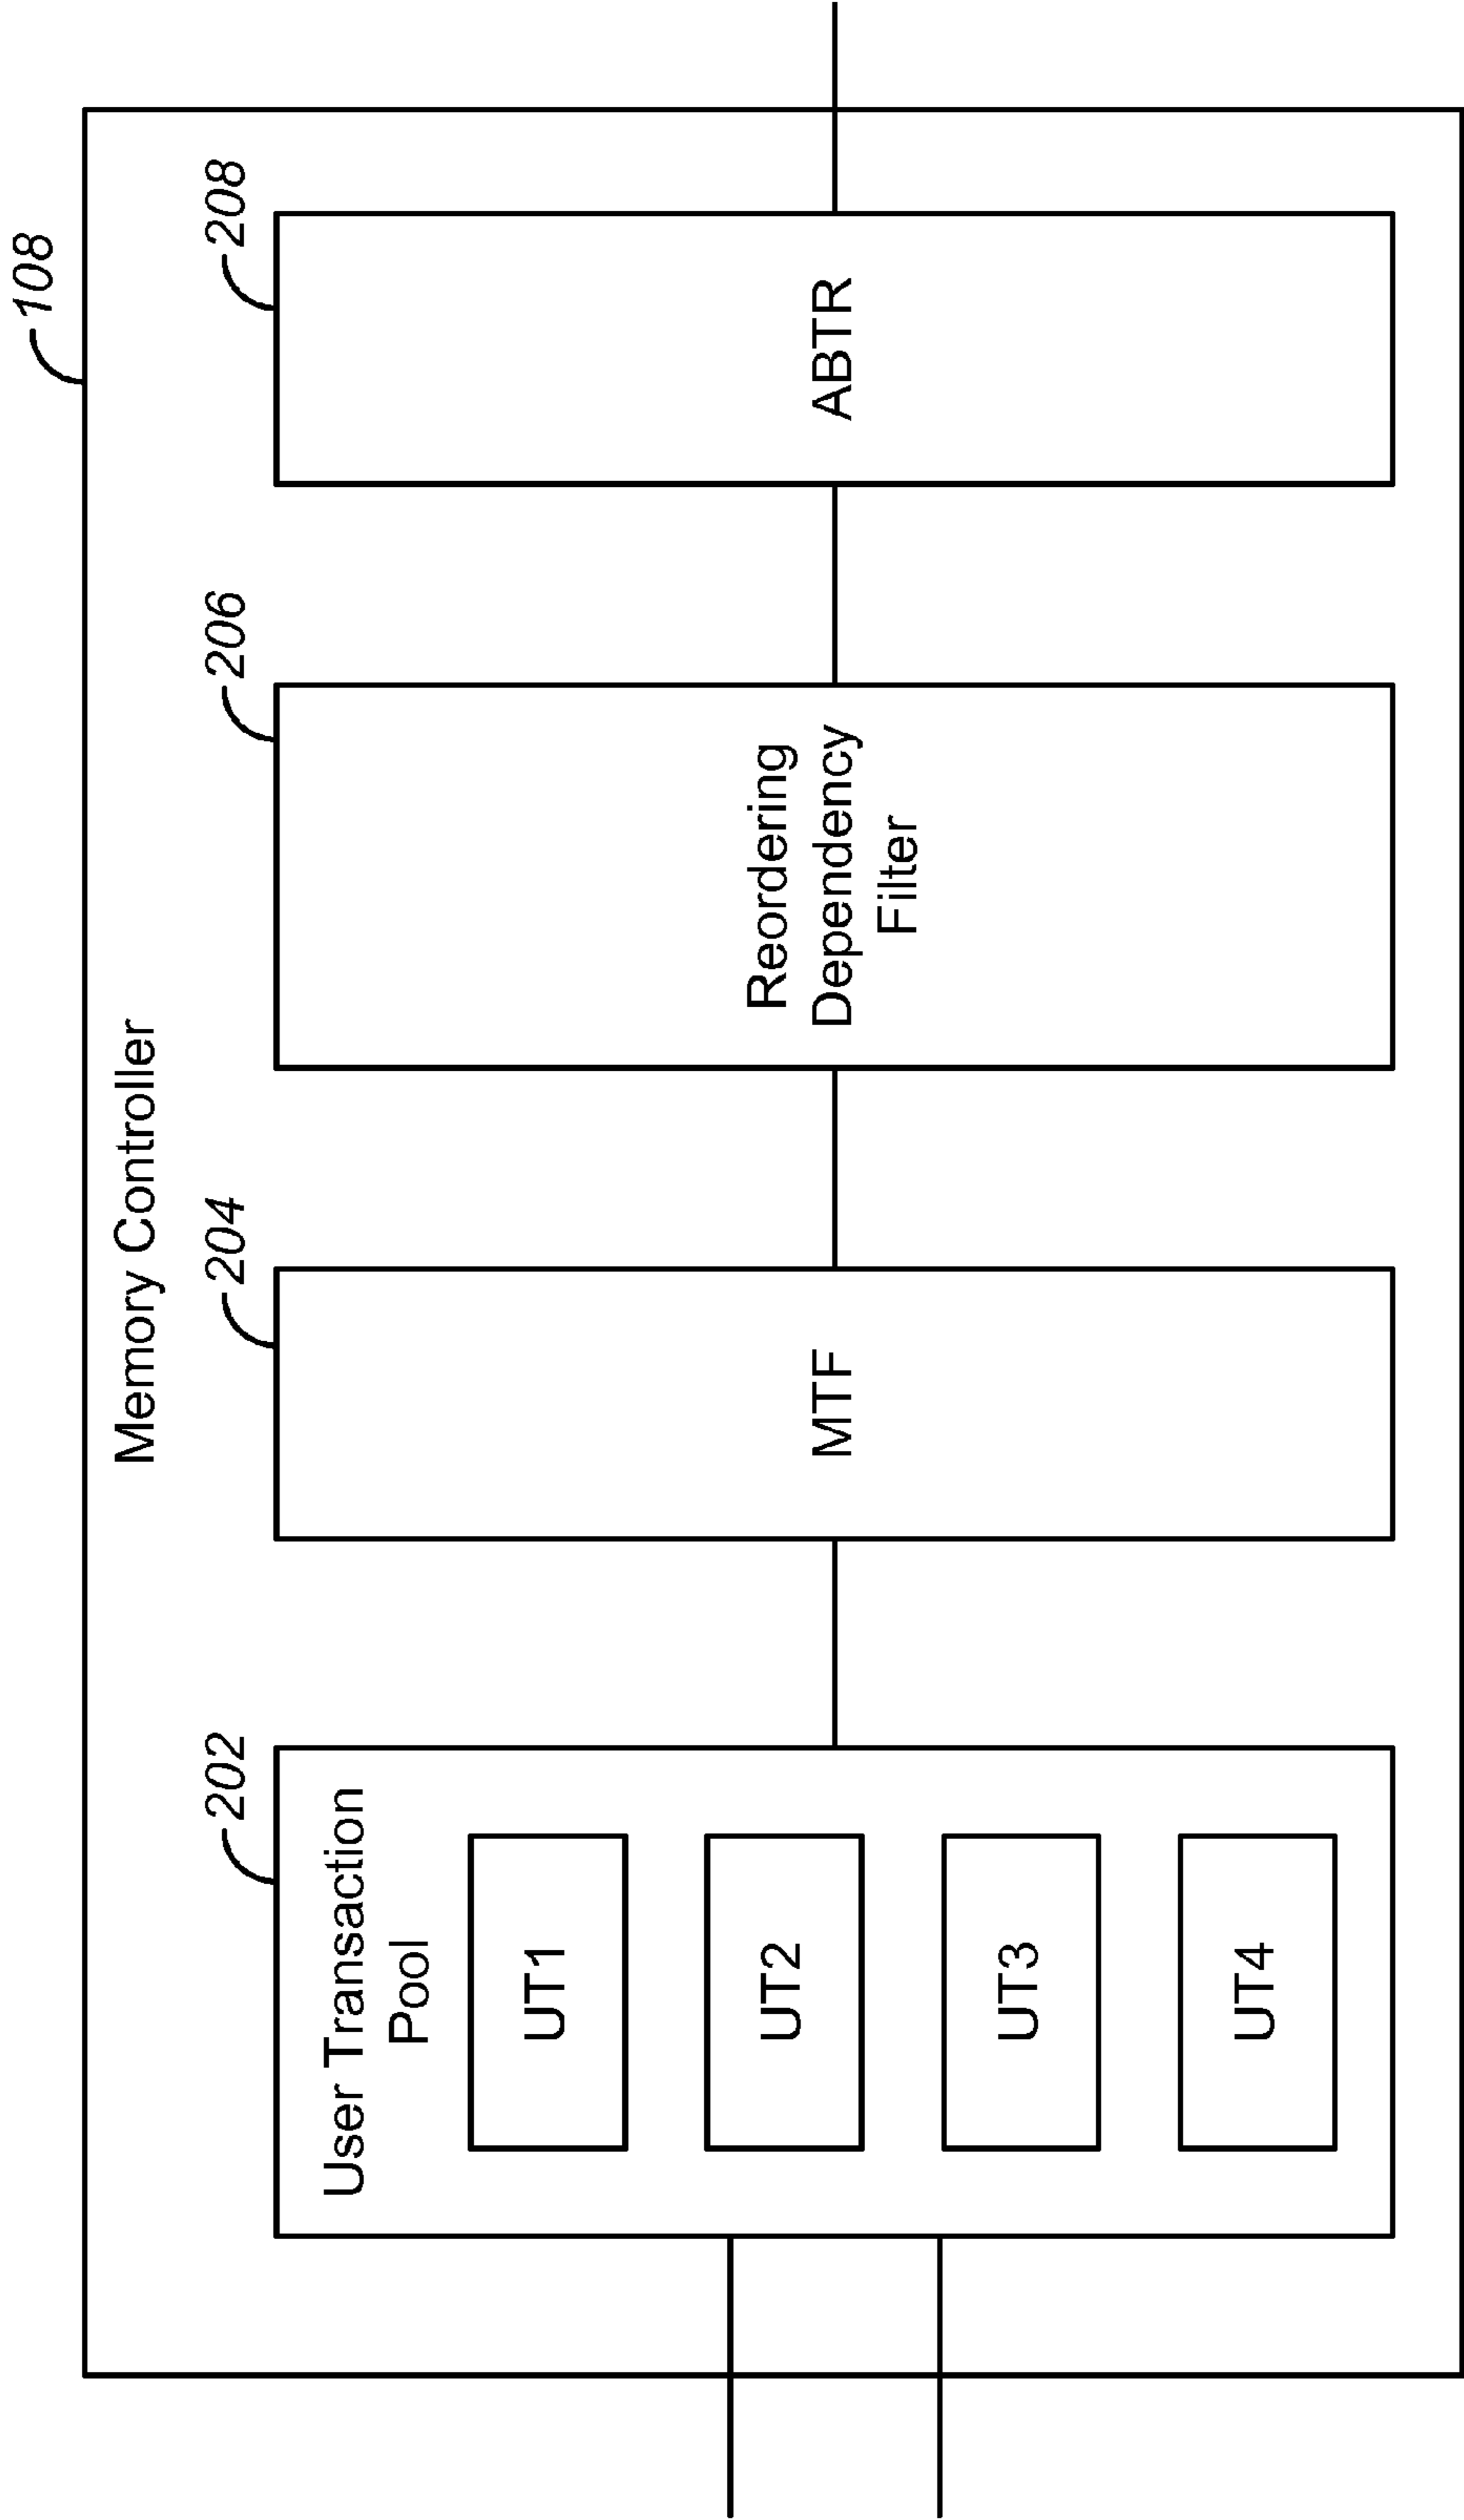 108
Memory Controller
202
204
206
208
User Transaction
Pool
UT1
UT2
UT3
UT4
MTF
Reordering
Dependency
Filter
ABTR